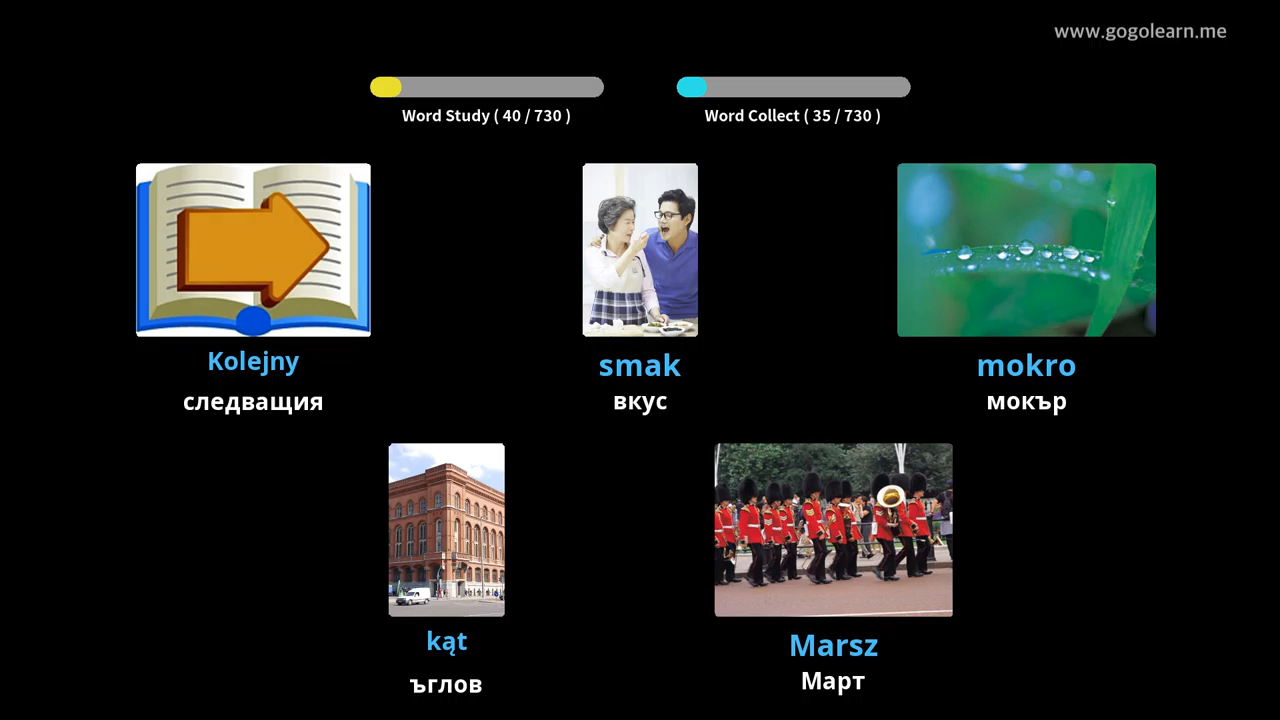 www.gogolearn.me
Word Study ( 40 / 730 )
Word Collect ( 35 / 730 )
Kolejny
следващия
smak
вкус
mokro
мокър
kąt
ъглов
Marsz
Март